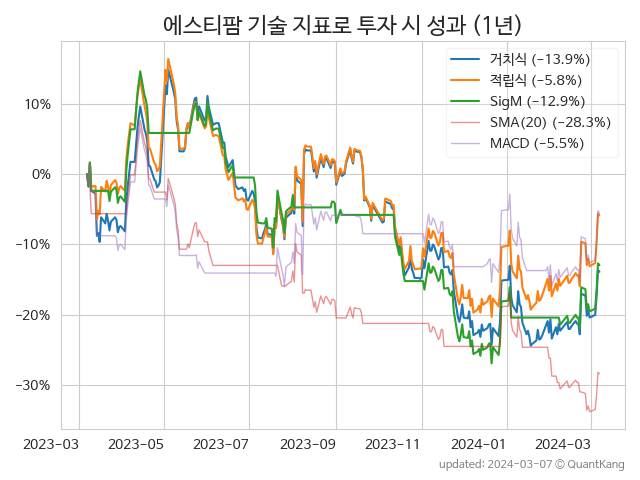 에스티팜 기술 지표로 투자 시 성과 (1년)
거치식 (−13.9%)
적립식 (−5.8%)
SigM (−12.9%)
SMA(20) (−28.3%)
MACD (−5.5%)
10%
0%
−10%
−20%
−30%
2023−03 2023−05 2023−07 2023−09 2023−11 2024−01 2024−03
updated: 2024−03−07 © QuantKang